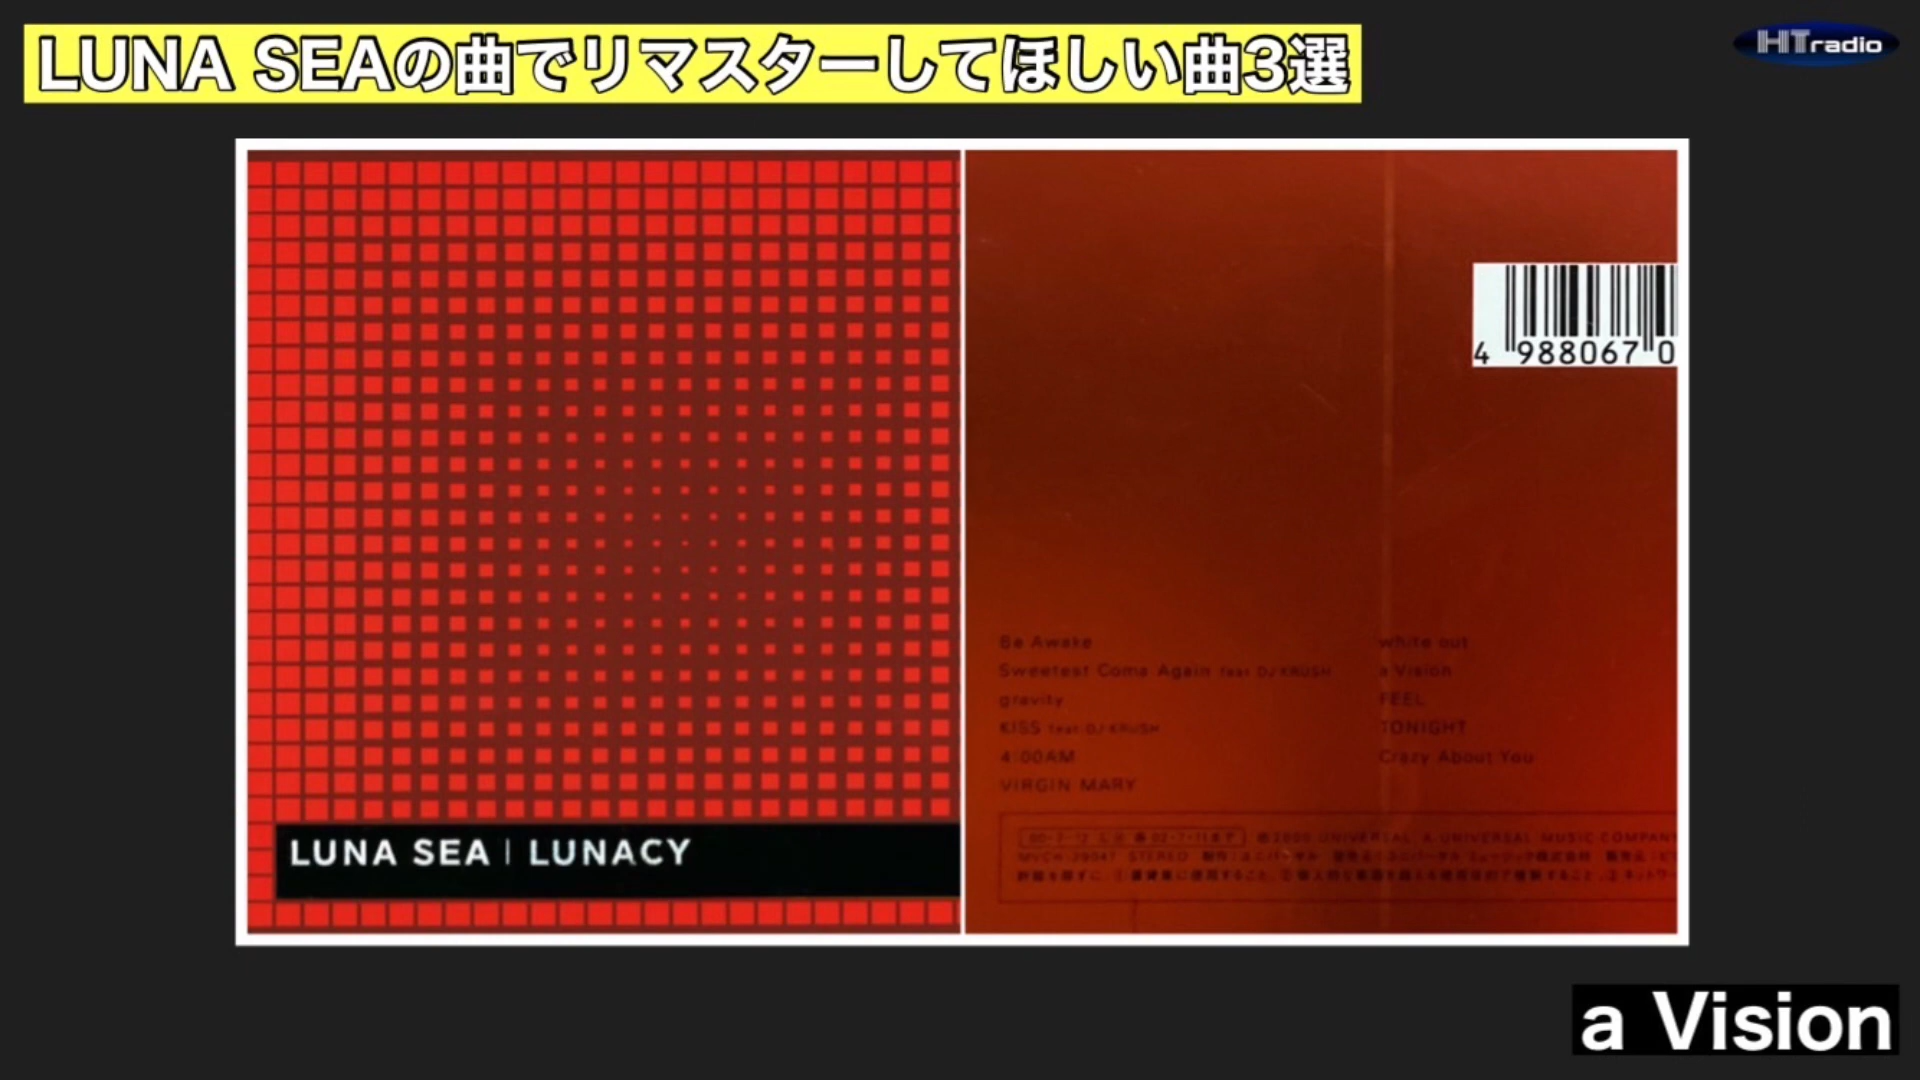 LUNA SEAの曲でリマスターしてほしい曲3選
HTradio
LUNA SEA | LUNACY
4 988067 0
Be Awake
Sweetest Coma Again feat. DJ KRUSH
gravity
KISS feat. DJ KRUSH
4:00AM
VIRGIN MARY
white out
a Vision
FEEL
TONIGHT
Crazy About You
STEREO
a Vision